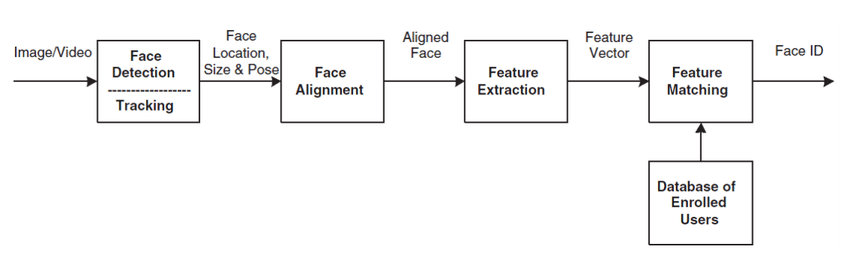 Image/Video
Face
Detection
Tracking
Face
Location,
Size & Pose
Face
Alignment
Aligned
Face
Feature
Extraction
Feature
Vector
Feature
Matching
Face ID
Database of
Enrolled
Users